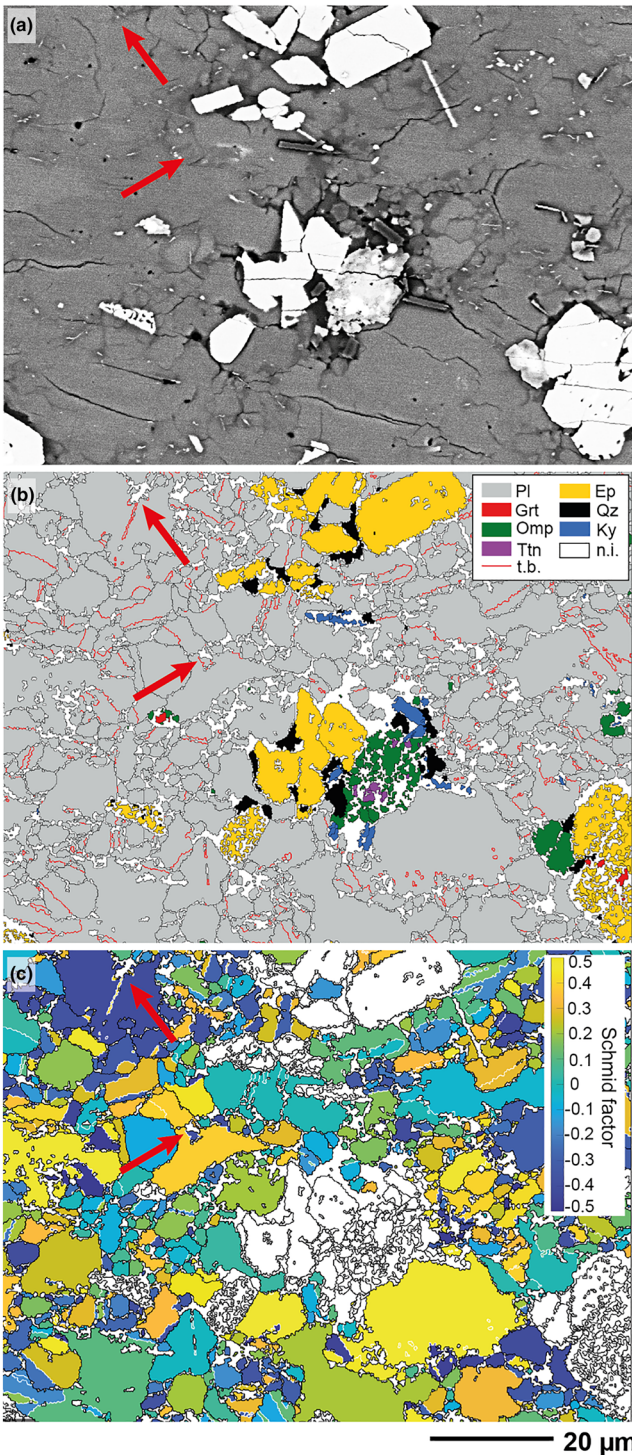 (a)
(b)
Pl Ep
Grt Qz
Omp Ky
Ttn n.i.
t.b.
(c)
0.5
0.4
0.3
0.2
0.1
0
-0.1
-0.2
-0.3
-0.4
-0.5
Schmid factor
20 µm